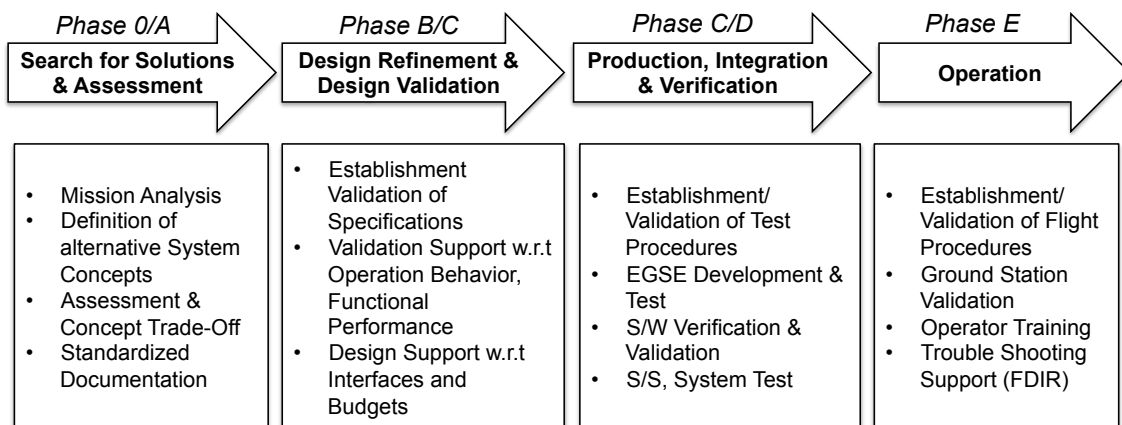 Phase 0/A
Search for Solutions
& Assessment
• Mission Analysis
• Definition of
alternative System
Concepts
• Assessment &
Concept Trade-Off
• Standardized
Documentation
Phase B/C
Design Refinement &
Design Validation
• Establishment
Validation of
Specifications
• Validation Support w.r.t
Operation Behavior,
Functional
Performance
• Design Support w.r.t
Interfaces and
Budgets
Phase C/D
Production, Integration
& Verification
• Establishment/
Validation of Test
Procedures
• EGSE Development &
Test
• S/W Verification &
Validation
• S/S, System Test
Phase E
Operation
• Establishment/
Validation of Flight
Procedures
• Ground Station
Validation
• Operator Training
• Trouble Shooting
Support (FDIR)